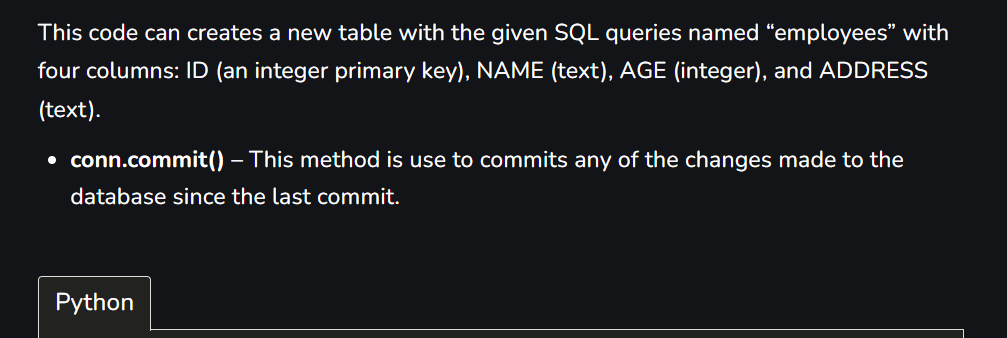 This code can creates a new table with the given SQL queries named “employees” with
four columns: ID (an integer primary key), NAME (text), AGE (integer), and ADDRESS
(text).
• conn.commit() – This method is use to commits any of the changes made to the
database since the last commit.
Python